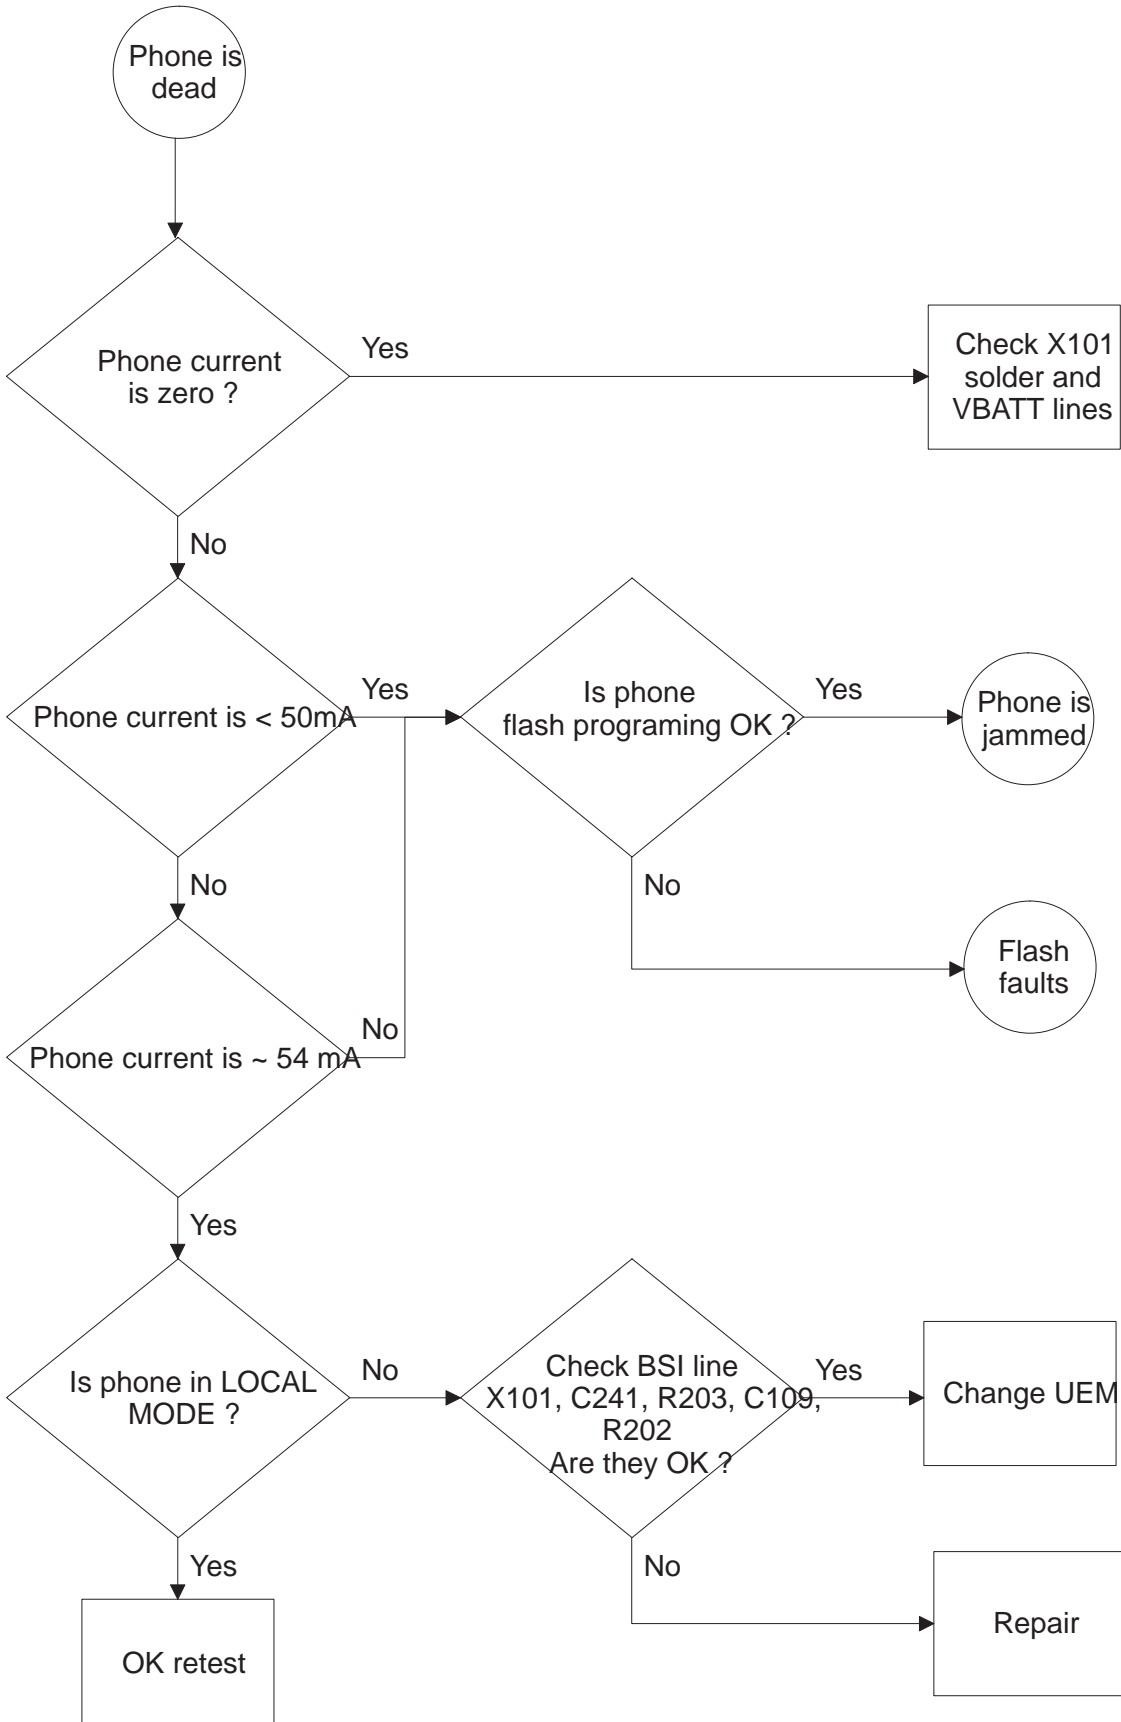 Phone is
dead
Phone current
is zero ?
Yes
Check X101
solder and
VBATT lines
No
Phone current is < 50mA
Yes
Is phone
flash programing OK ?
Yes
Phone is
jammed
No
No
Flash
faults
Phone current is ~ 54 mA
No
Yes
Is phone in LOCAL
MODE ?
No
Check BSI line
X101, C241, R203, C109,
R202
Are they OK ?
Yes
Change UEM
Yes
No
OK retest
Repair